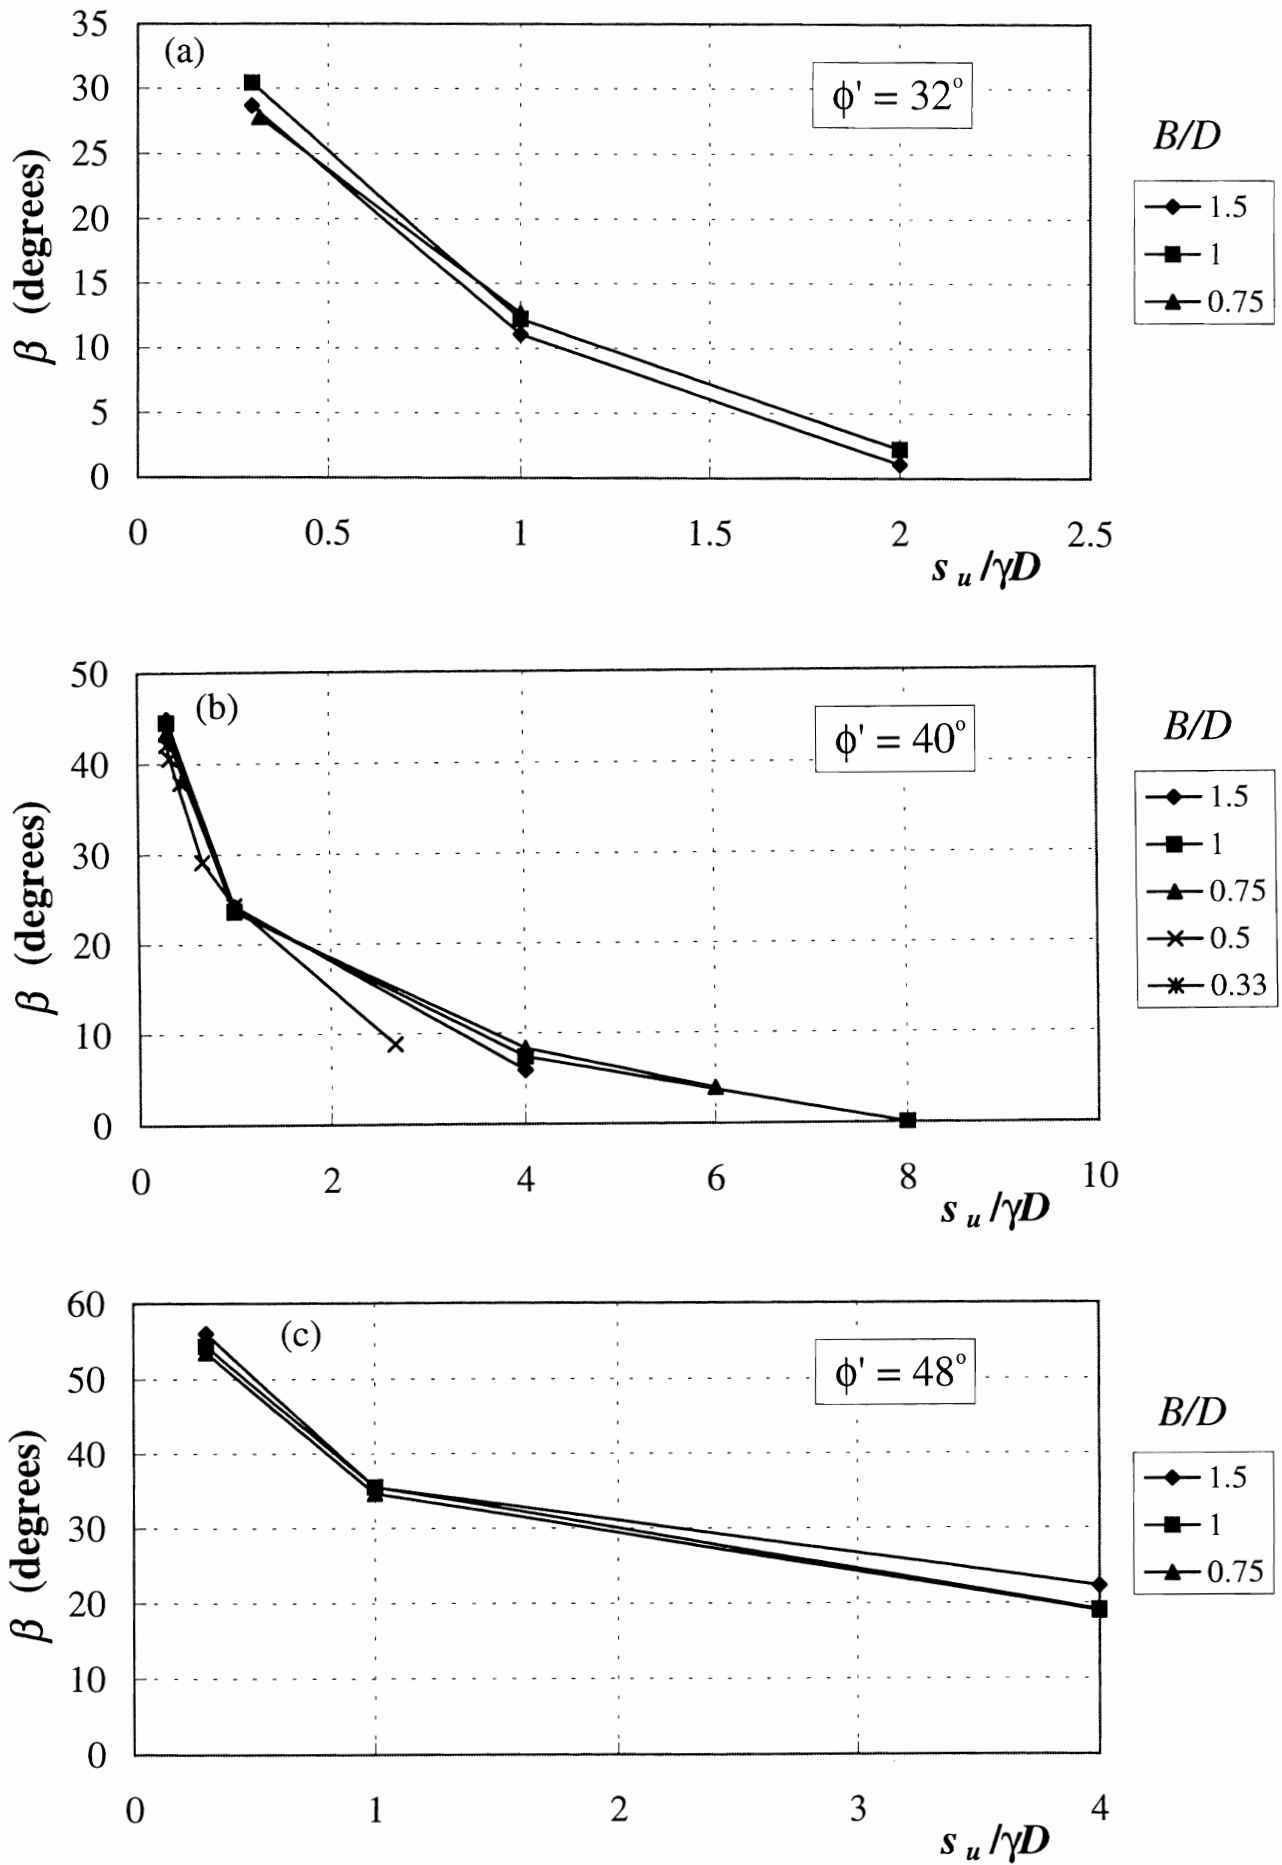 (a)
35
30
25
20
15
10
5
0
β (degrees)
0 0.5 1 1.5 2 2.5
s u /γD
ϕ' = 32°
B/D
1.5
1
0.75
(b)
50
40
30
20
10
0
β (degrees)
0 2 4 6 8 10
s u /γD
ϕ' = 40°
B/D
1.5
1
0.75
0.5
0.33
(c)
60
50
40
30
20
10
0
β (degrees)
0 1 2 3 4
s u /γD
ϕ' = 48°
B/D
1.5
1
0.75